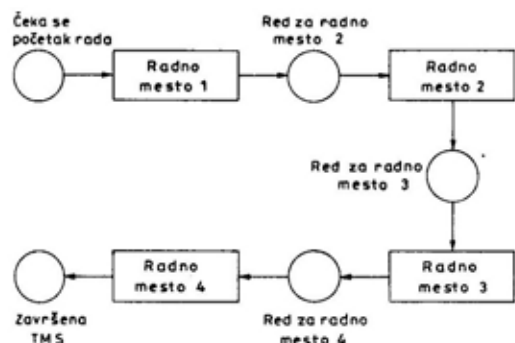 Čeka se
početak rada
Radno
mesto 1
Red za radno
mesto 2
Radno
mesto 2
Red za radno
mesto 3
Radno
mesto 3
Red za radno
mesto 4
Radno
mesto 4
Završena
TMS